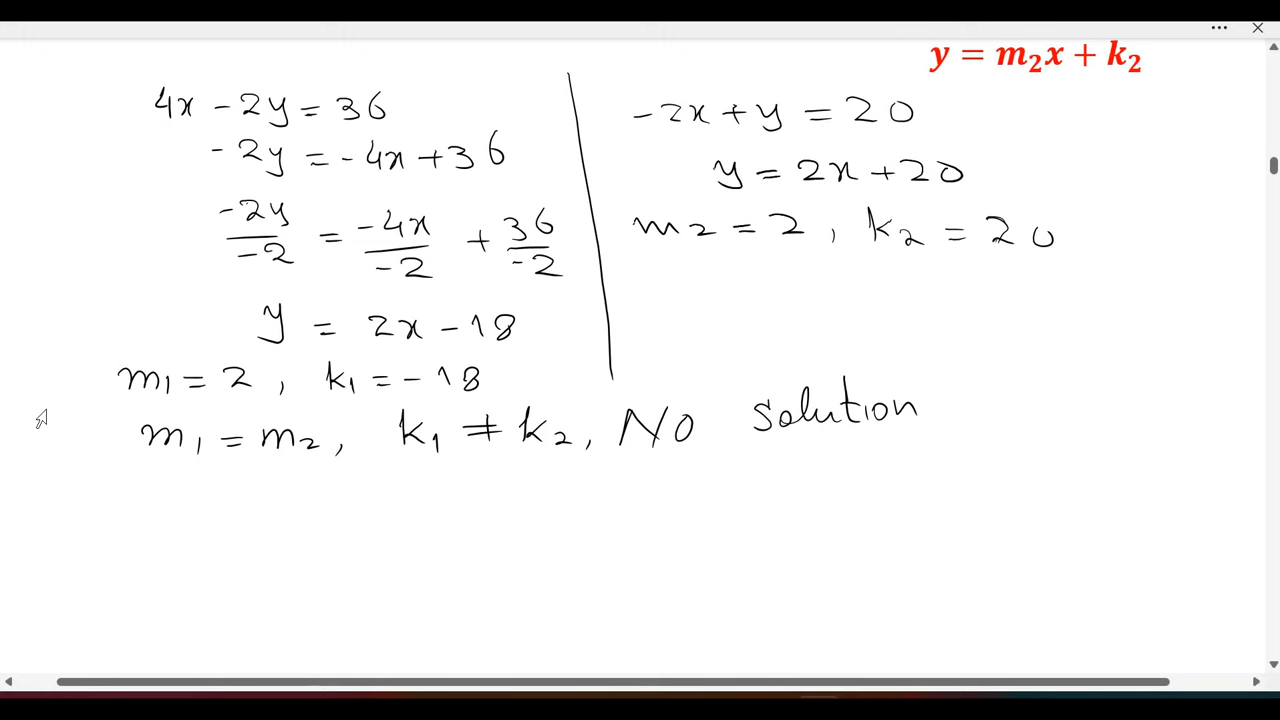 y = m₂x + k₂
4x - 2y = 36
-2y = -4x + 36
-2y/-2 = -4x/-2 + 36/-2
y = 2x - 18
m₁ = 2 , k₁ = - 18
-2x + y = 20
y = 2x + 20
m₂ = 2 , k₂ = 20
m₁ = m₂ , k₁ ≠ k₂ , No solution